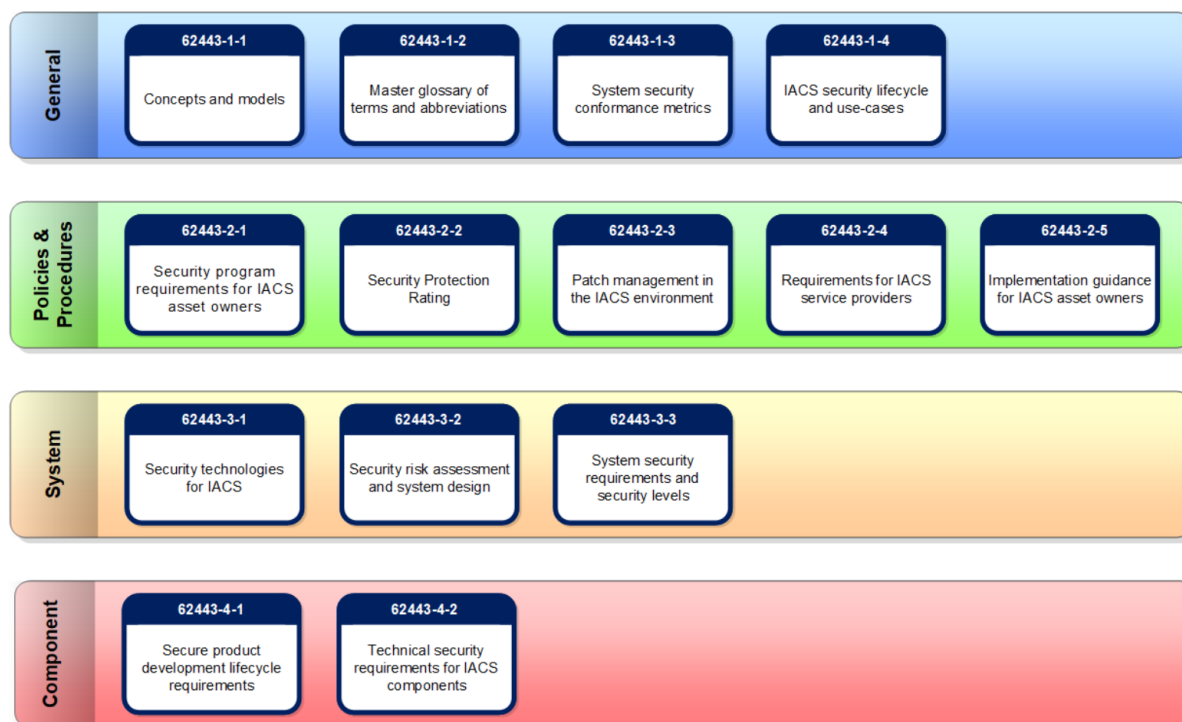 General
62443-1-1
Concepts and models
62443-1-2
Master glossary of
terms and abbreviations
62443-1-3
System security
conformance metrics
62443-1-4
IACS security lifecycle
and use-cases
Policies &
Procedures
62443-2-1
Security program
requirements for IACS
asset owners
62443-2-2
Security Protection
Rating
62443-2-3
Patch management in
the IACS environment
62443-2-4
Requirements for IACS
service providers
62443-2-5
Implementation guidance
for IACS asset owners
System
62443-3-1
Security technologies
for IACS
62443-3-2
Security risk assessment
and system design
62443-3-3
System security
requirements and
security levels
Component
62443-4-1
Secure product
development lifecycle
requirements
62443-4-2
Technical security
requirements for IACS
components